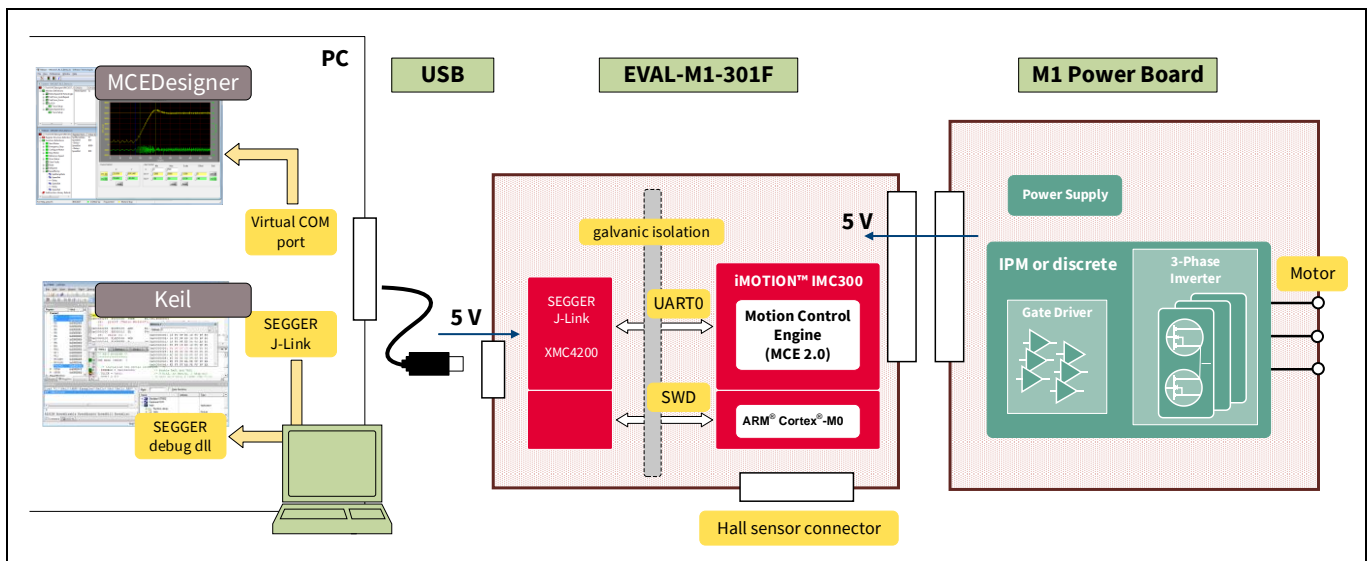 PC
USB
EVAL-M1-301F
M1 Power Board
MCEDesigner
Virtual COM
port
Keil
SEGGER
J-Link
SEGGER
debug dll
5 V
galvanic isolation
SEGGER
J-Link
XMC4200
UART0
SWD
iMOTION™ IMC300
Motion Control
Engine
(MCE 2.0)
ARM® Cortex®-M0
Hall sensor connector
5 V
Power Supply
IPM or discrete
Gate Driver
3-Phase
Inverter
Motor